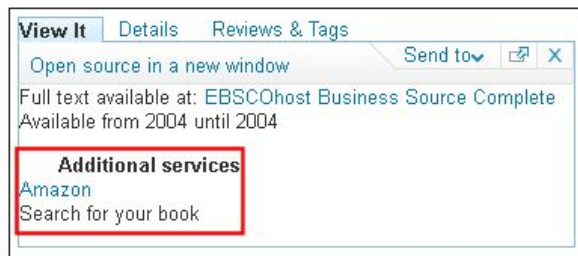 View It Details Reviews & Tags
Open source in a new window Send to
Full text available at: EBSCOhost Business Source Complete
Available from 2004 until 2004
Additional services
Amazon
Search for your book